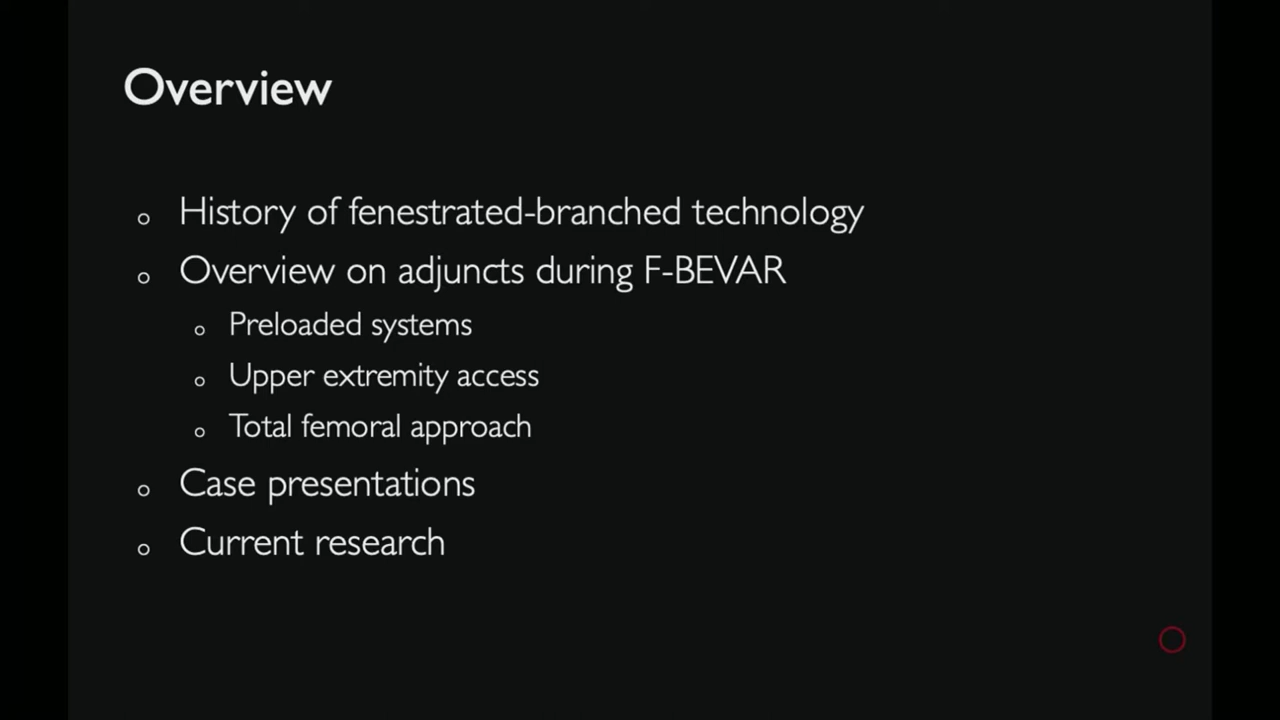 Overview
History of fenestrated-branched technology
Overview on adjuncts during F-BEVAR
Preloaded systems
Upper extremity access
Total femoral approach
Case presentations
Current research